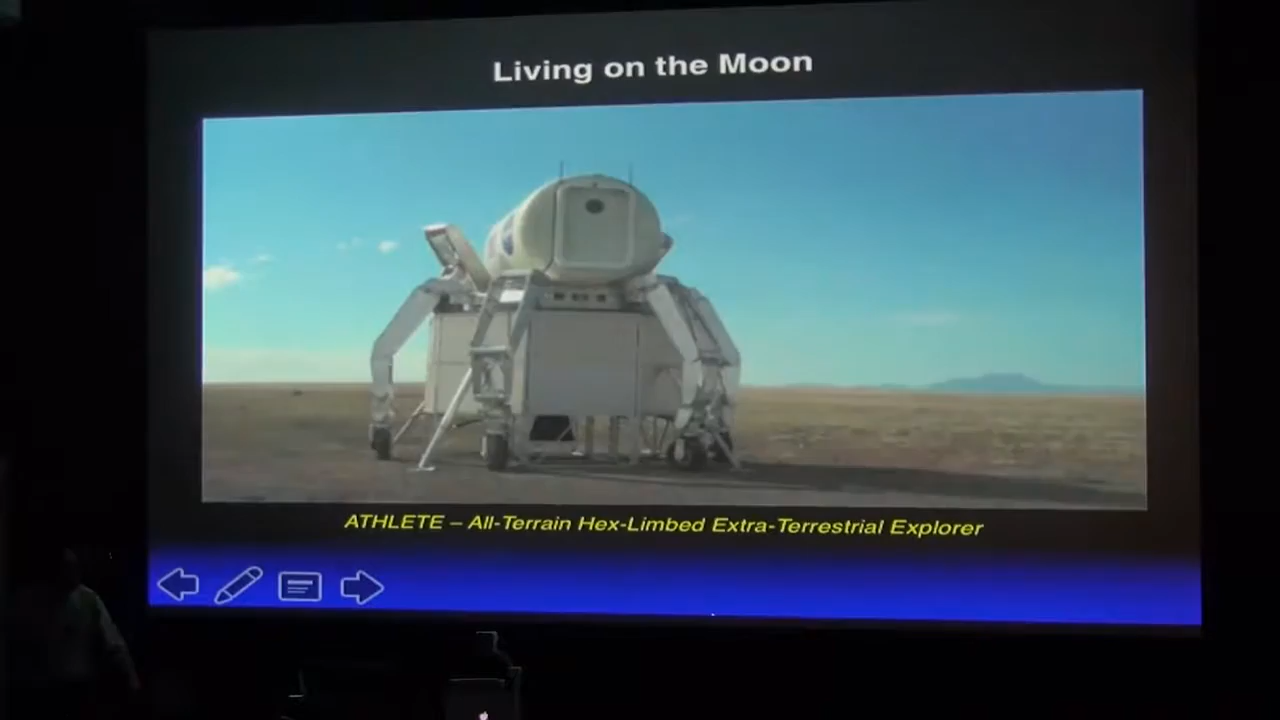 Living on the Moon
ATHLETE – All-Terrain Hex-Limbed Extra-Terrestrial Explorer